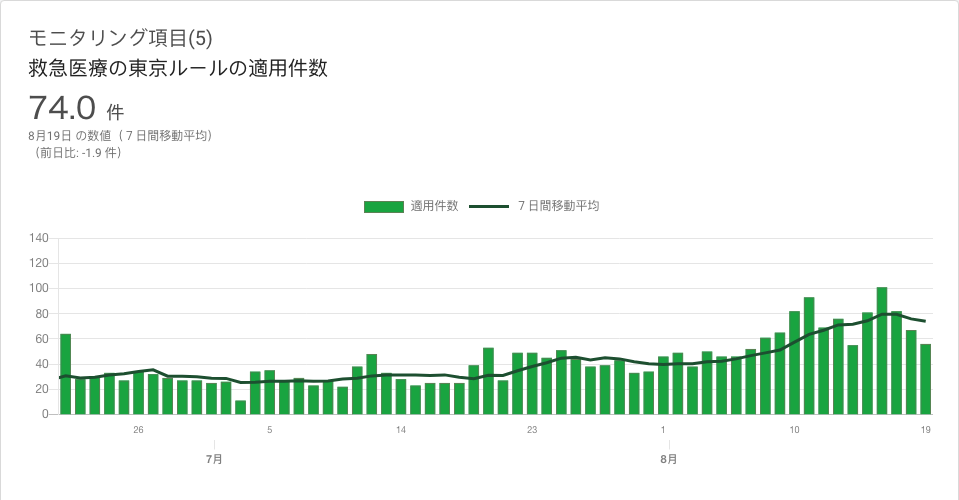 モニタリング項目(5)
救急医療の東京ルールの適用件数
74.0 件
8月19日 の数値（７日間移動平均）
（前日比: -1.9 件）
適用件数 ７日間移動平均
140
120
100
80
60
40
20
0
26 5 14 23 1 10 19
7月 8月